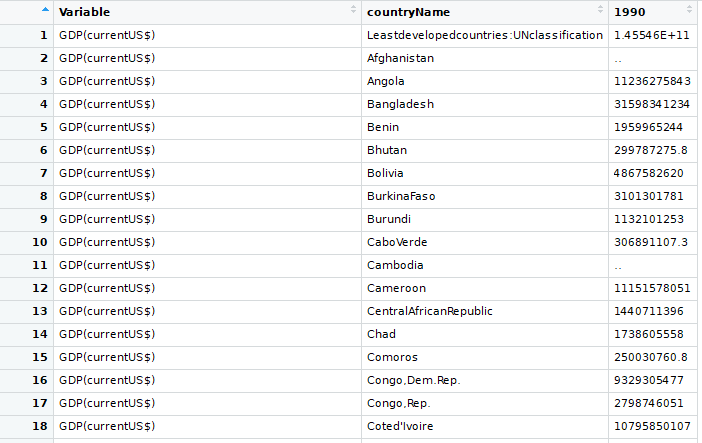 Variable countryName 1990
1 GDP(currentUS$) Leastdevelopedcountries:UNclassification 1.45546E+11
2 GDP(currentUS$) Afghanistan ..
3 GDP(currentUS$) Angola 11236275843
4 GDP(currentUS$) Bangladesh 31598341234
5 GDP(currentUS$) Benin 1959965244
6 GDP(currentUS$) Bhutan 299787275.8
7 GDP(currentUS$) Bolivia 4867582620
8 GDP(currentUS$) BurkinaFaso 3101301781
9 GDP(currentUS$) Burundi 1132101253
10 GDP(currentUS$) CaboVerde 306891107.3
11 GDP(currentUS$) Cambodia ..
12 GDP(currentUS$) Cameroon 11151578051
13 GDP(currentUS$) CentralAfricanRepublic 1440711396
14 GDP(currentUS$) Chad 1738605558
15 GDP(currentUS$) Comoros 250030760.8
16 GDP(currentUS$) Congo,Dem.Rep. 9329305477
17 GDP(currentUS$) Congo,Rep. 2798746051
18 GDP(currentUS$) Coted'Ivoire 10795850107